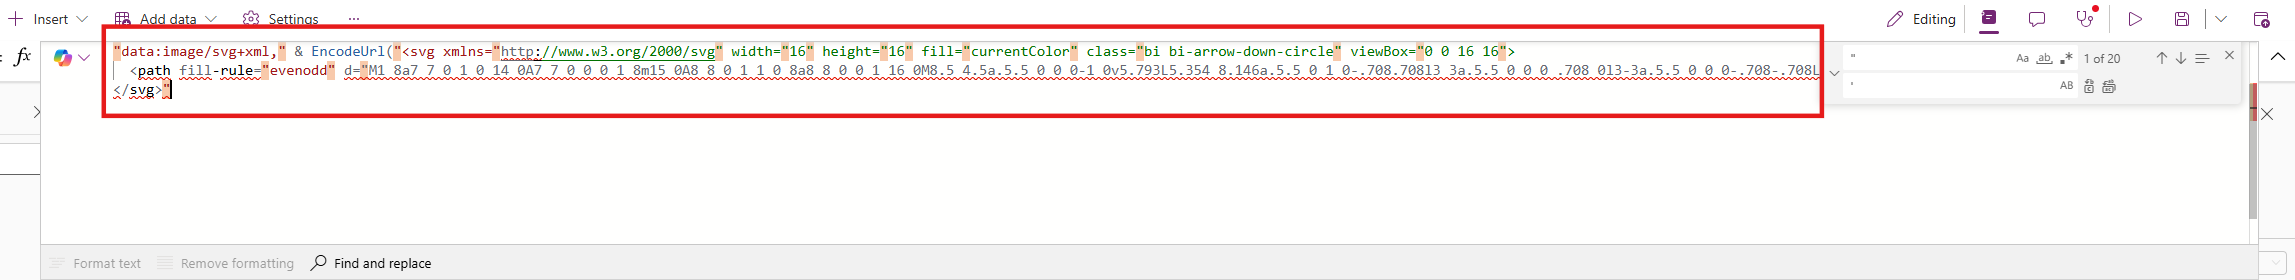 Insert Add data Settings ... Editing
fx "data:image/svg+xml," & EncodeUrl("<svg xmlns="http://www.w3.org/2000/svg" width="16" height="16" fill="currentColor" class="bi bi-arrow-down-circle" viewBox="0 0 16 16">
<path fill-rule="evenodd" d="M1 8a7 7 0 1 0 14 0A7 7 0 0 0 1 8m15 0A8 8 0 1 1 0 8a8 8 0 0 1 16 0M8.5 4.5a.5.5 0 0 0-1 0v5.793L5.354 8.146a.5.5 0 1 0-.708.708l3 3a.5.5 0 0 0 .708 0l3-3a.5.5 0 0 0-.708-.708L
</svg>"
" Aa ab 1 of 20
' AB
Format text Remove formatting Find and replace